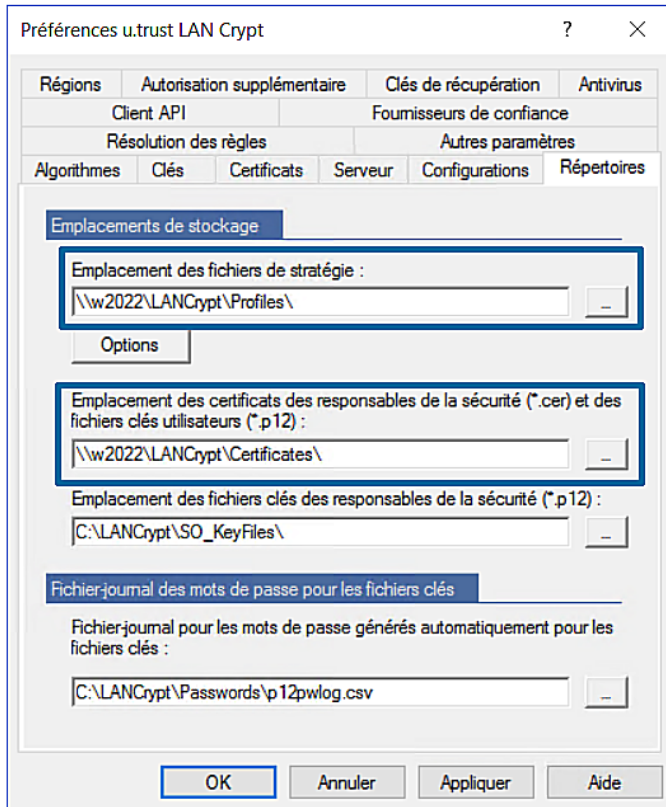 Préférences u.trust LAN Crypt
?
Régions
Autorisation supplémentaire
Clés de récupération
Antivirus
Client API
Fournisseurs de confiance
Résolution des règles
Autres paramètres
Algorithmes
Clés
Certificats
Serveur
Configurations
Répertoires
Emplacements de stockage
Emplacement des fichiers de stratégie :
\\w2022\LANCrypt\Profiles\
...
Options
Emplacement des certificats des responsables de la sécurité (*.cer) et des
fichiers clés utilisateurs (*.p12) :
\\w2022\LANCrypt\Certificates\
...
Emplacement des fichiers clés des responsables de la sécurité (*.p12) :
C:\LANCrypt\SO_KeyFiles\
...
Fichier-journal des mots de passe pour les fichiers clés
Fichier-journal pour les mots de passe générés automatiquement pour les
fichiers clés :
C:\LANCrypt\Passwords\p12pwlog.csv
...
OK
Annuler
Appliquer
Aide